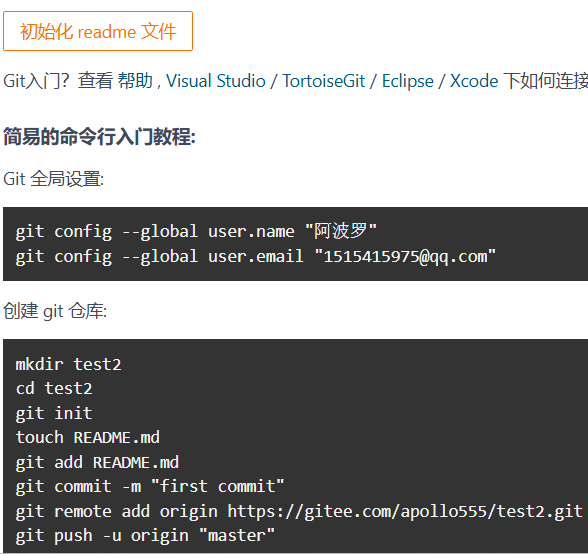 初始化 readme 文件
Git入门？查看 帮助 , Visual Studio / TortoiseGit / Eclipse / Xcode 下如何连接
简易的命令行入门教程:
Git 全局设置:
git config --global user.name "阿波罗"
git config --global user.email "1515415975@qq.com"
创建 git 仓库:
mkdir test2
cd test2
git init
touch README.md
git add README.md
git commit -m "first commit"
git remote add origin https://gitee.com/apollo555/test2.git
git push -u origin "master"